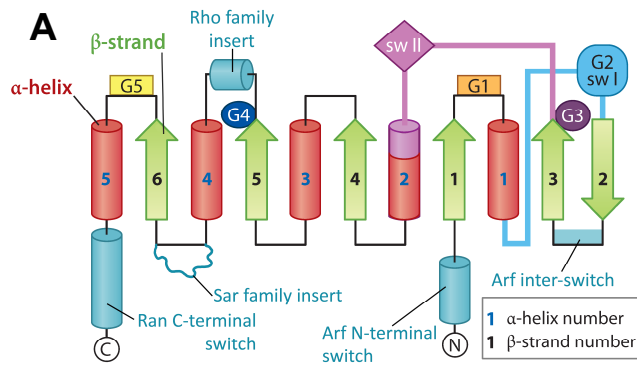 A
Rho family
insert
β-strand
α-helix
sw II
G2
sw I
G5
G4
G1
G3
5
6
4
5
3
4
2
1
1
3
2
Sar family insert
Ran C-terminal
switch
Arf N-terminal
switch
Arf inter-switch
C
N
1 α-helix number
1 β-strand number